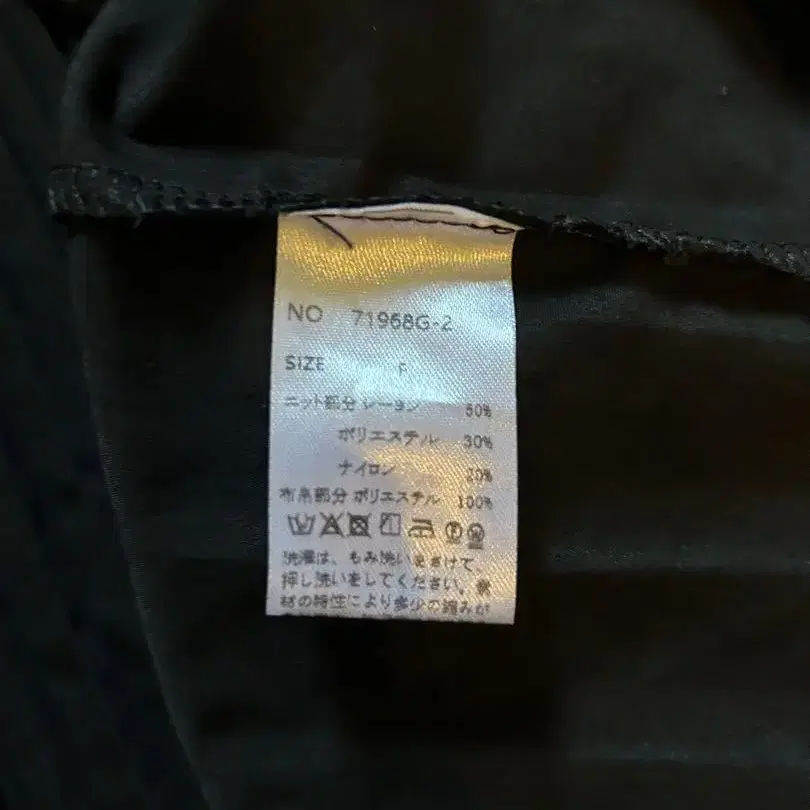 NO 71968G-2
SIZE F
ニット部分 レーヨン 50%
ポリエステル 30%
ナイロン 20%
布帛部分 ポリエステル 100%
洗濯は、もみ洗いをさけて、
押し洗いをしてください。素
材の特性により多少の縮みが